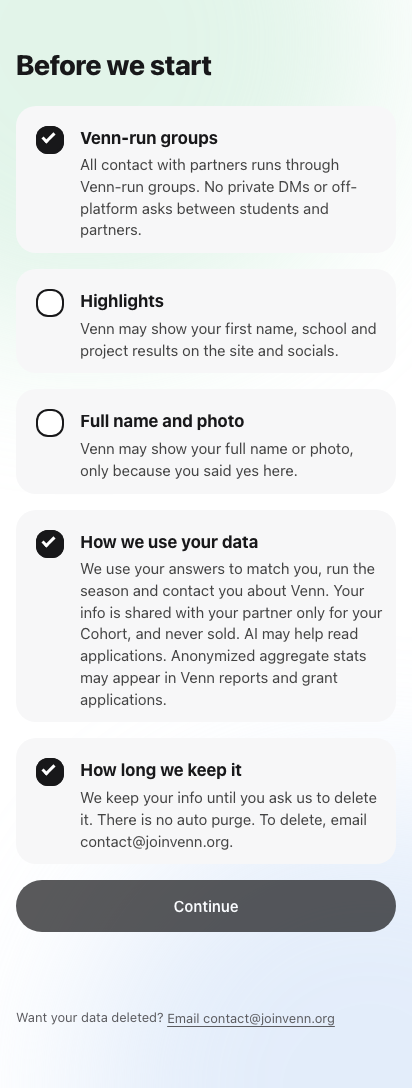 Before we start
Venn-run groups
All contact with partners runs through
Venn-run groups. No private DMs or off-
platform asks between students and
partners.
Highlights
Venn may show your first name, school and
project results on the site and socials.
Full name and photo
Venn may show your full name or photo,
only because you said yes here.
How we use your data
We use your answers to match you, run the
season and contact you about Venn. Your
info is shared with your partner only for your
Cohort, and never sold. AI may help read
applications. Anonymized aggregate stats
may appear in Venn reports and grant
applications.
How long we keep it
We keep your info until you ask us to delete
it. There is no auto purge. To delete, email
contact@joinvenn.org.
Continue
Want your data deleted? Email contact@joinvenn.org